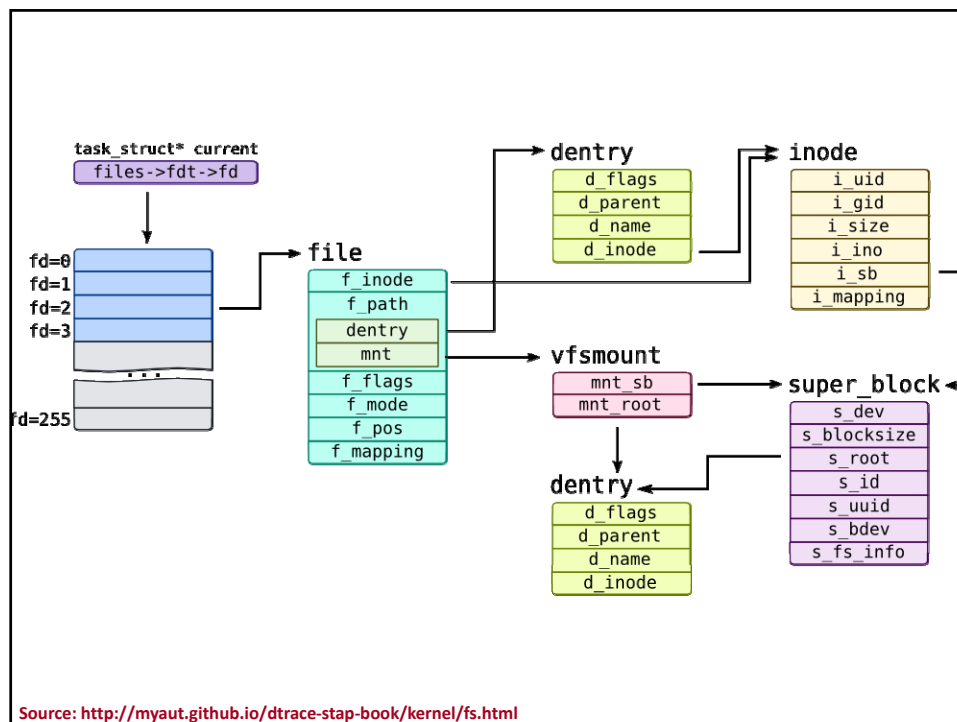 task_struct* current
files->fdt->fd
fd=0
fd=1
fd=2
fd=3
...
fd=255
file
f_inode
f_path
dentry
mnt
f_flags
f_mode
f_pos
f_mapping
dentry
d_flags
d_parent
d_name
d_inode
vfsmount
mnt_sb
mnt_root
dentry
d_flags
d_parent
d_name
d_inode
inode
i_uid
i_gid
i_size
i_ino
i_sb
i_mapping
super_block
s_dev
s_blocksize
s_root
s_id
s_uuid
s_bdev
s_fs_info
Source: http://myaut.github.io/dtrace-stap-book/kernel/fs.html